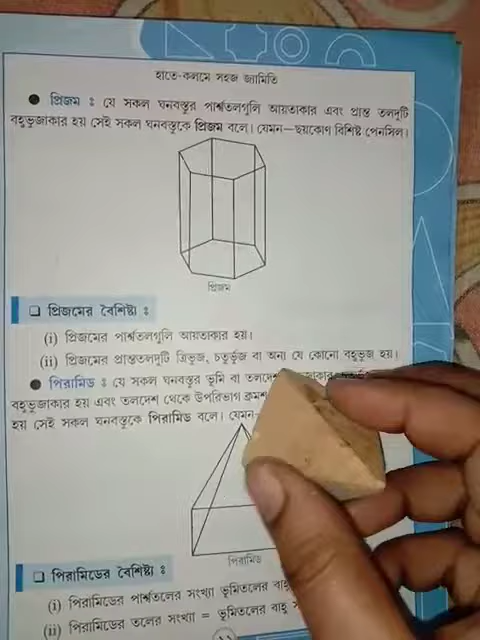 হাতে-কলমে সহজ জ্যামিতি
● প্রিজম ঃ যে সকল ঘনবস্তুর পার্শ্বতলগুলি আয়তাকার এবং প্রান্ত তলদুটি
বহুভুজাকার হয় সেই সকল ঘনবস্তুকে প্রিজম বলে। যেমন—ছয়কোণ বিশিষ্ট পেনসিল।
প্রিজম
❑ প্রিজমের বৈশিষ্ট্য ঃ
(i) প্রিজমের পার্শ্বতলগুলি আয়তাকার হয়।
(ii) প্রিজমের প্রান্ততলদুটি ত্রিভুজ, চতুর্ভুজ বা অন্য যে কোনো বহুভুজ হয়।
● পিরামিড ঃ যে সকল ঘনবস্তুর ভূমি বা তলদেশ
বহুভুজাকার হয় এবং তলদেশ থেকে উপরিভাগ
হয় সেই সকল ঘনবস্তুকে পিরামিড বলে। যেমন
পিরামিড
❑ পিরামিডের বৈশিষ্ট্য ঃ
(i) পিরামিডের পার্শ্বতলের সংখ্যা ভূমিতলের বাহু
(ii) পিরামিডের তলের সংখ্যা = ভূমিতলের বাহু